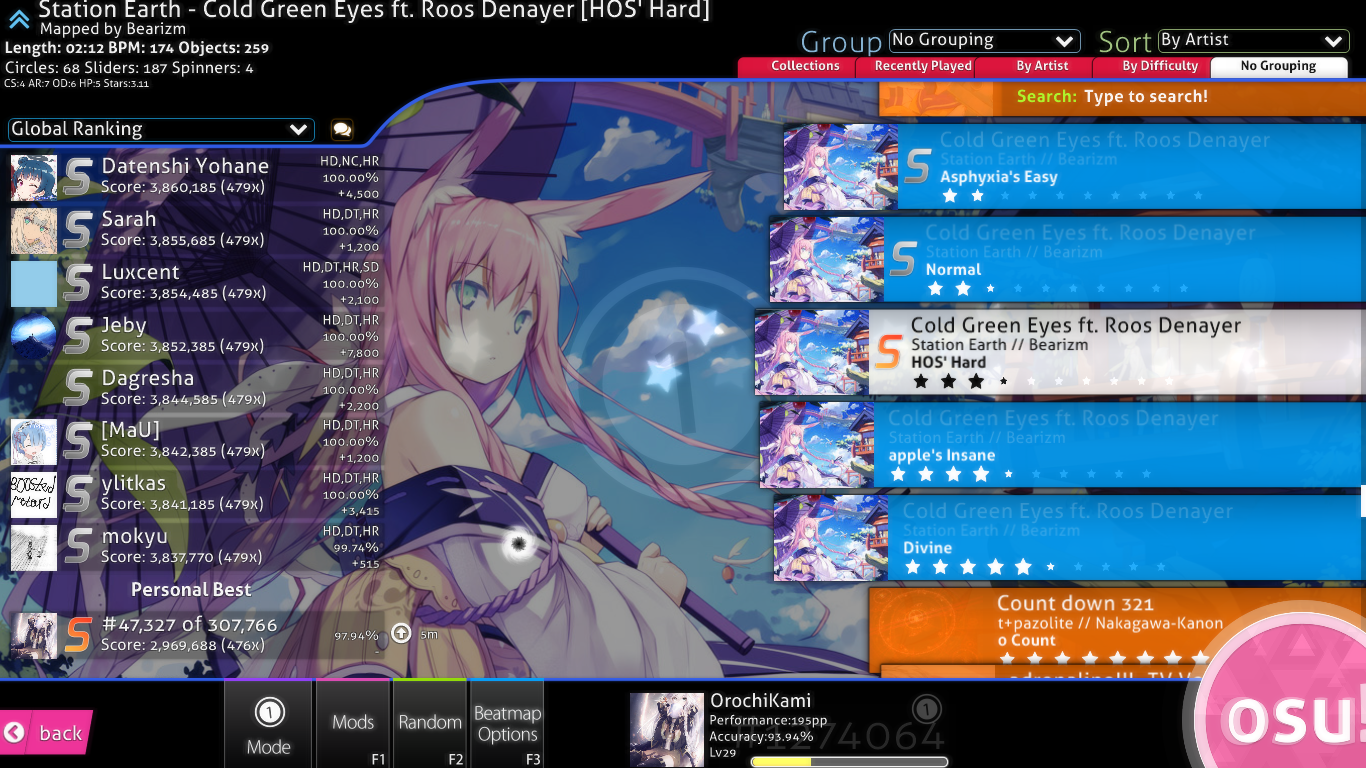 Station Earth - Cold Green Eyes ft. Roos Denayer [HOS' Hard]
Mapped by Bearizm
Length: 02:12 BPM: 174 Objects: 259
Circles: 68 Sliders: 187 Spinners: 4
CS:4 AR:7 OD:6 HP:5 Stars:3.11
Group No Grouping Sort By Artist
Collections Recently Played By Artist By Difficulty No Grouping
Search: Type to search!
Global Ranking
S Datenshi Yohane HD,NC,HR
Score: 3,860,185 (479x) 100.00%
+4,500
S Sarah HD,DT,HR
Score: 3,855,685 (479x) 100.00%
+1,200
S Luxcent HD,DT,HR,SD
Score: 3,854,485 (479x) 100.00%
+2,100
S Jeby HD,DT,HR
Score: 3,852,385 (479x) 100.00%
+7,800
S Dagresha HD,DT,HR
Score: 3,844,585 (479x) 100.00%
+2,200
S [MaU] HD,DT,HR
Score: 3,842,385 (479x) 100.00%
+1,200
S ylitkas HD,DT,HR
Score: 3,841,185 (479x) 100.00%
+3,415
S mokyu HD,DT,HR
Score: 3,837,770 (479x) 99.74%
+515
Personal Best
S #47,327 of 307,766
Score: 2,969,688 (476x) 97.94% 5m
-
1
Cold Green Eyes ft. Roos Denayer
Station Earth // Bearizm
S Asphyxia's Easy
Cold Green Eyes ft. Roos Denayer
Station Earth // Bearizm
S Normal
Cold Green Eyes ft. Roos Denayer
Station Earth // Bearizm
S HOS' Hard
Cold Green Eyes ft. Roos Denayer
Station Earth // Bearizm
apple's Insane
Cold Green Eyes ft. Roos Denayer
Station Earth // Bearizm
Divine
Count down 321
t+pazolite // Nakagawa-Kanon
0 Count
back
1
Mode
Mods
F1
Random
F2
Beatmap
Options
F3
OrochiKami
Performance:195pp
Accuracy:93.94%
Lv29
#1274064
1
osu!